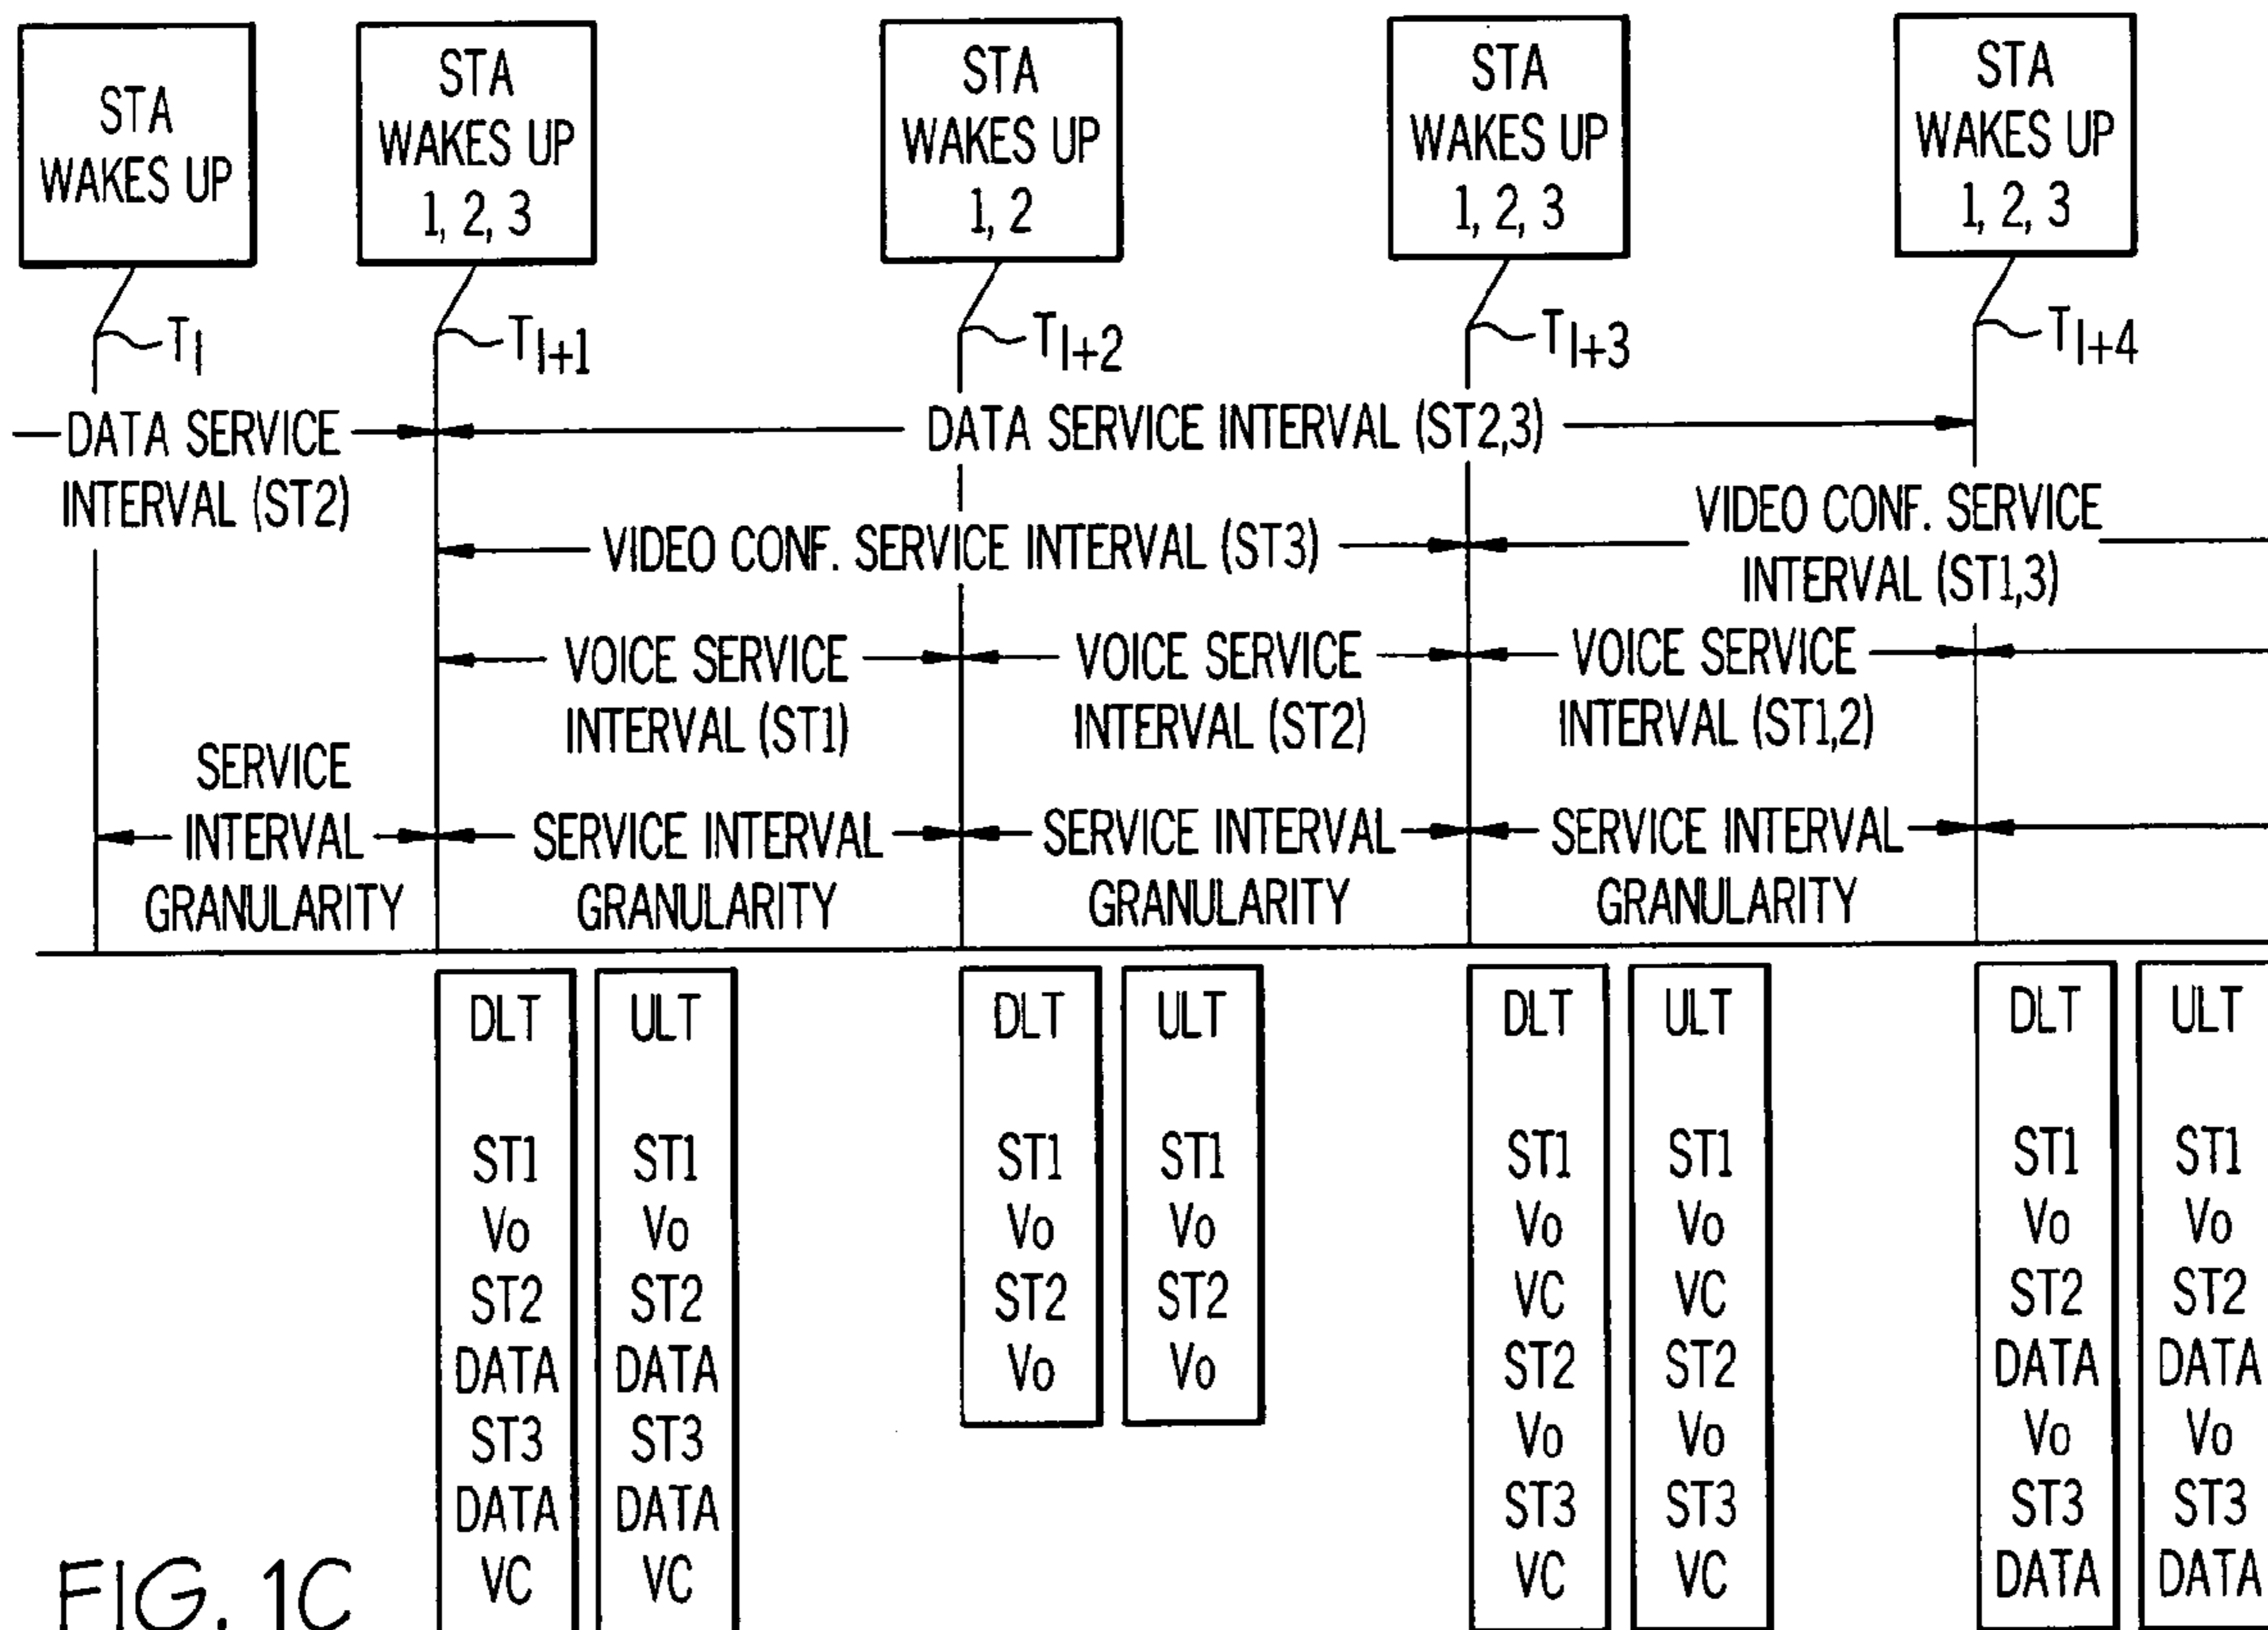 STA
WAKES UP
STA
WAKES UP
1, 2, 3
STA
WAKES UP
1, 2
STA
WAKES UP
1, 2, 3
STA
WAKES UP
1, 2, 3
TI
TI+1
TI+2
TI+3
TI+4
DATA SERVICE
INTERVAL (ST2)
DATA SERVICE INTERVAL (ST2,3)
VIDEO CONF. SERVICE INTERVAL (ST3)
VIDEO CONF. SERVICE
INTERVAL (ST1,3)
VOICE SERVICE
INTERVAL (ST1)
VOICE SERVICE
INTERVAL (ST2)
VOICE SERVICE
INTERVAL (ST1,2)
SERVICE
INTERVAL
GRANULARITY
SERVICE INTERVAL
GRANULARITY
SERVICE INTERVAL
GRANULARITY
SERVICE INTERVAL
GRANULARITY
DLT
ST1
Vo
ST2
DATA
ST3
DATA
VC
ULT
ST1
Vo
ST2
DATA
ST3
DATA
VC
DLT
ST1
Vo
ST2
Vo
ULT
ST1
Vo
ST2
Vo
DLT
ST1
Vo
VC
ST2
Vo
ST3
VC
ULT
ST1
Vo
VC
ST2
Vo
ST3
VC
DLT
ST1
Vo
ST2
DATA
Vo
ST3
DATA
ULT
ST1
Vo
ST2
DATA
Vo
ST3
DATA
FIG. 1C